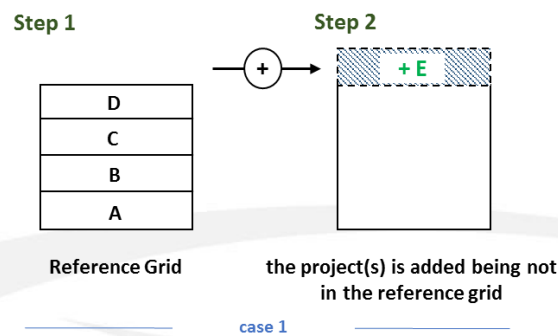 Step 1
Step 2
+
+ E
D
C
B
A
Reference Grid
the project(s) is added being not
in the reference grid
case 1